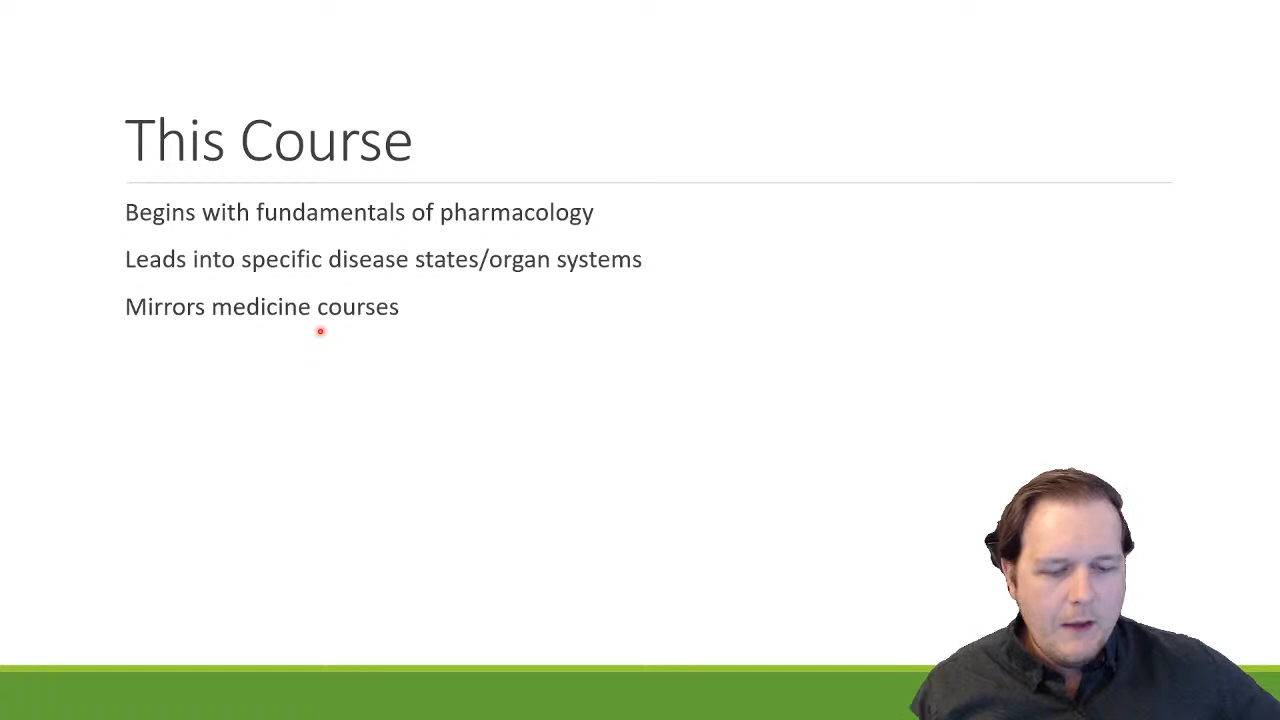 This Course
Begins with fundamentals of pharmacology
Leads into specific disease states/organ systems
Mirrors medicine courses